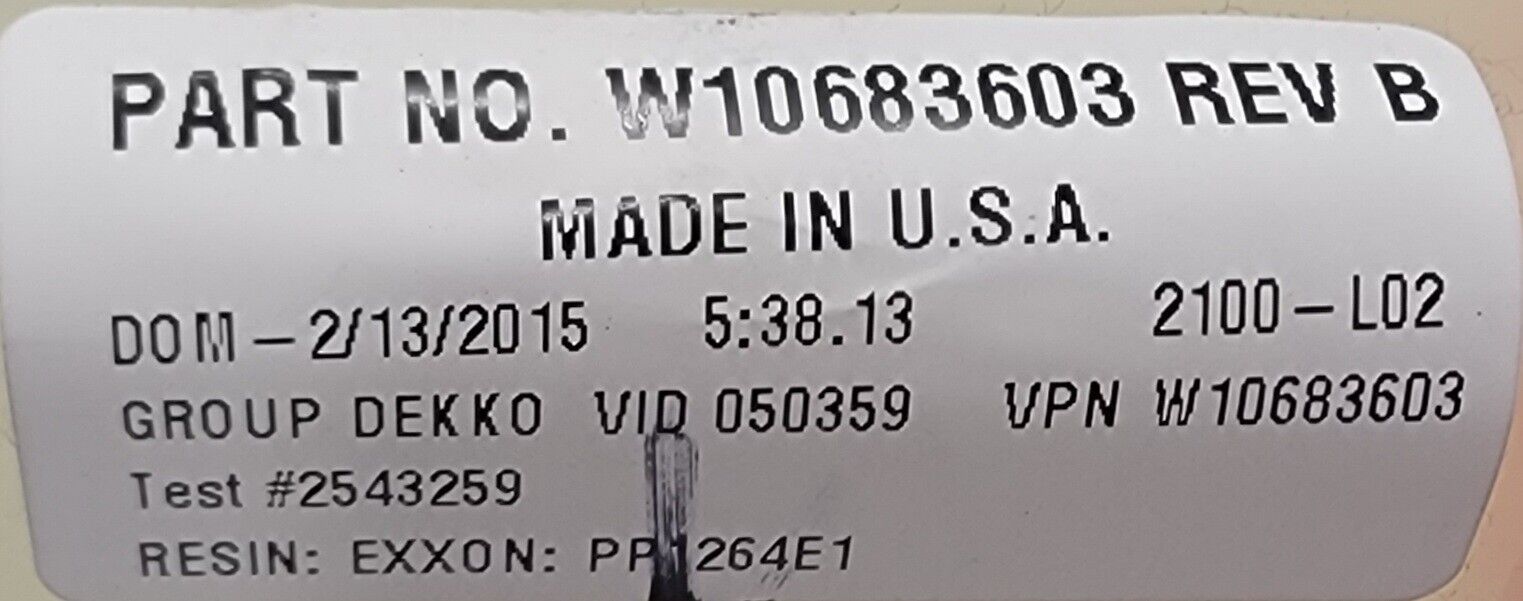 PART NO. W10683603 REV B
MADE IN U.S.A.
DOM - 2/13/2015 5:38.13 2100 - L02
GROUP DEKKO VID 050359 VPN W10683603
Test #2543259
RESIN: EXXON: PP1264E1